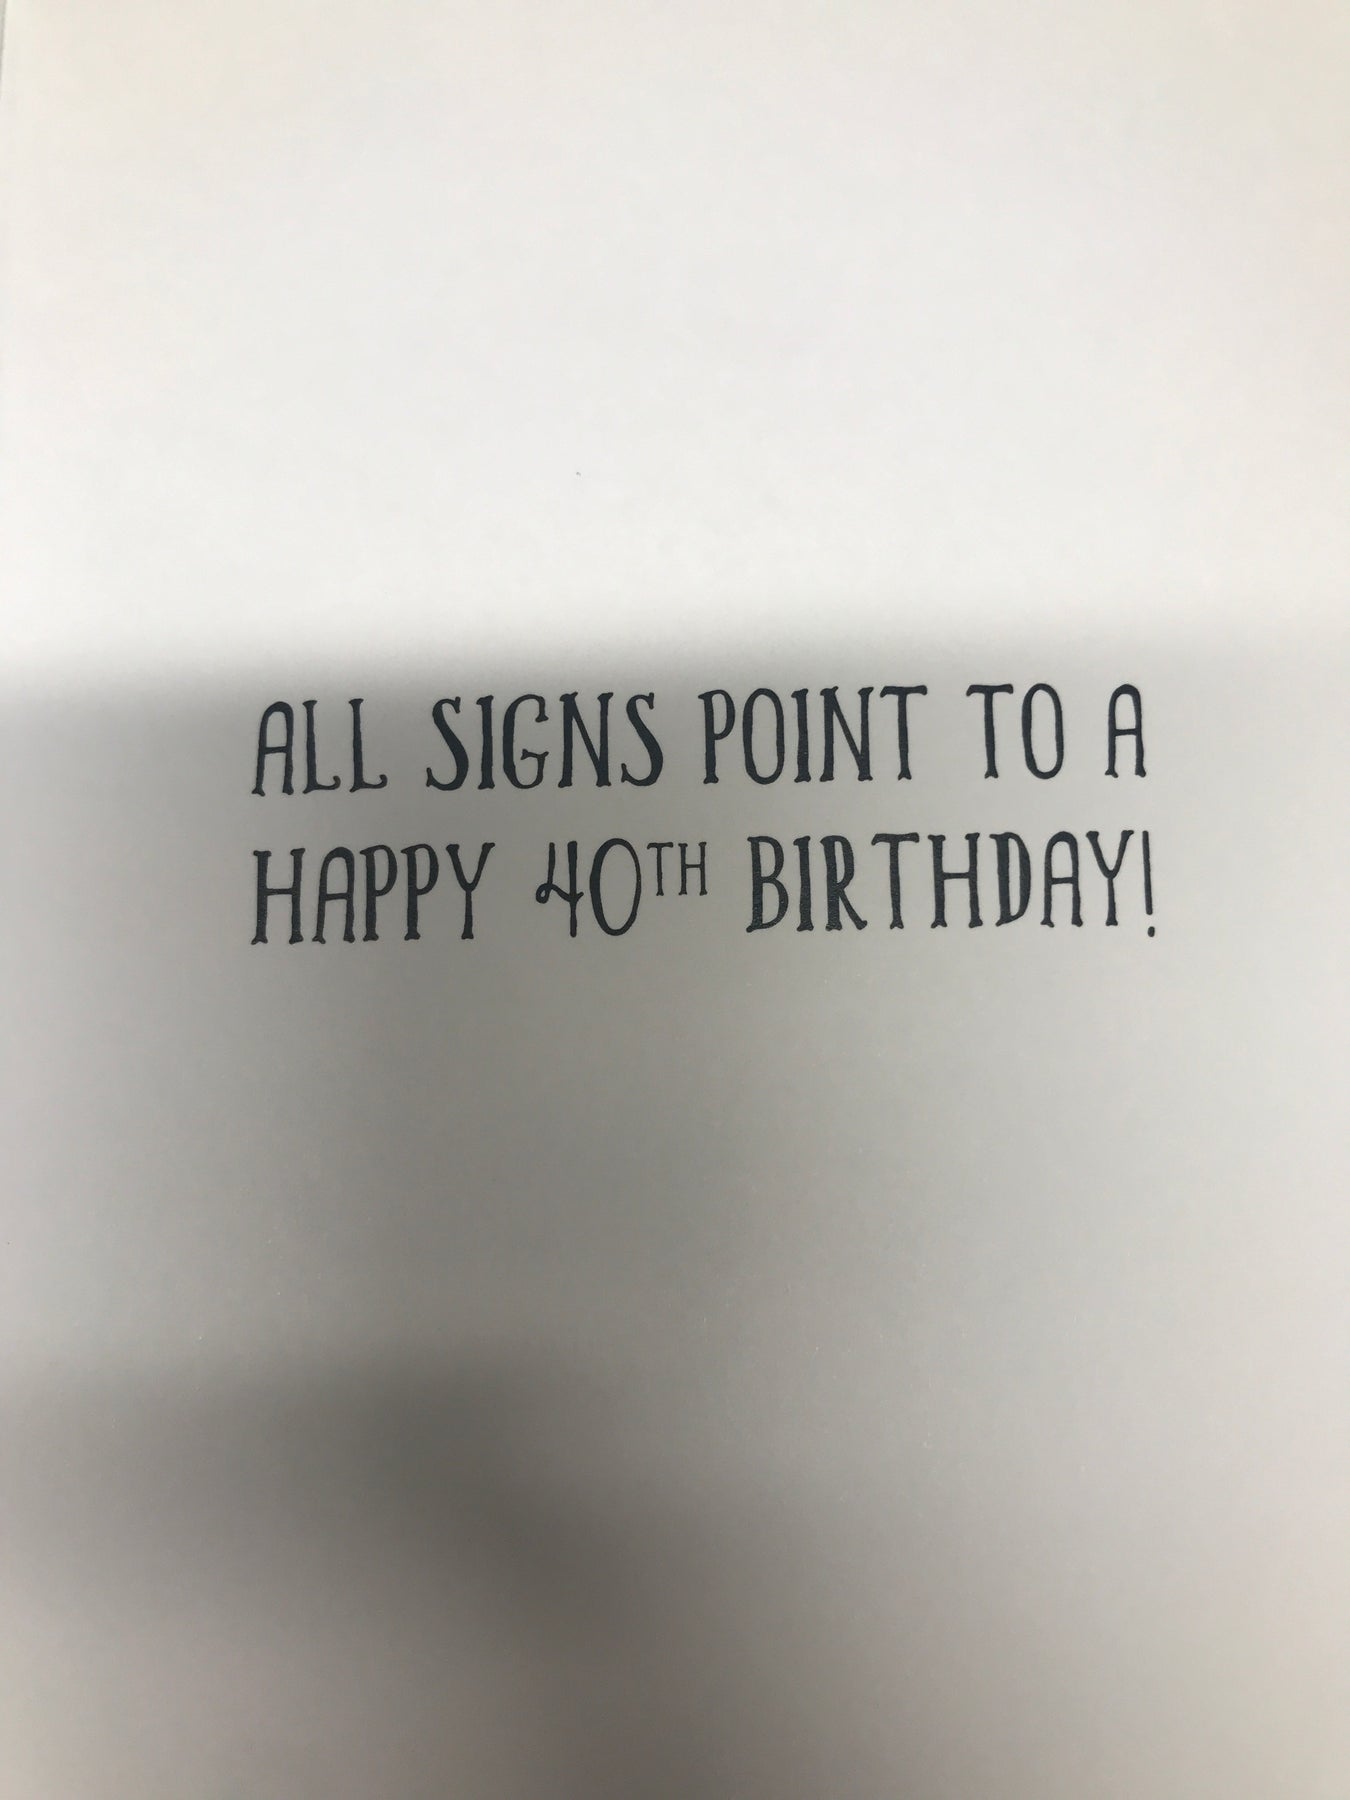 ALL SIGNS POINT TO A
HAPPY 40TH BIRTHDAY!